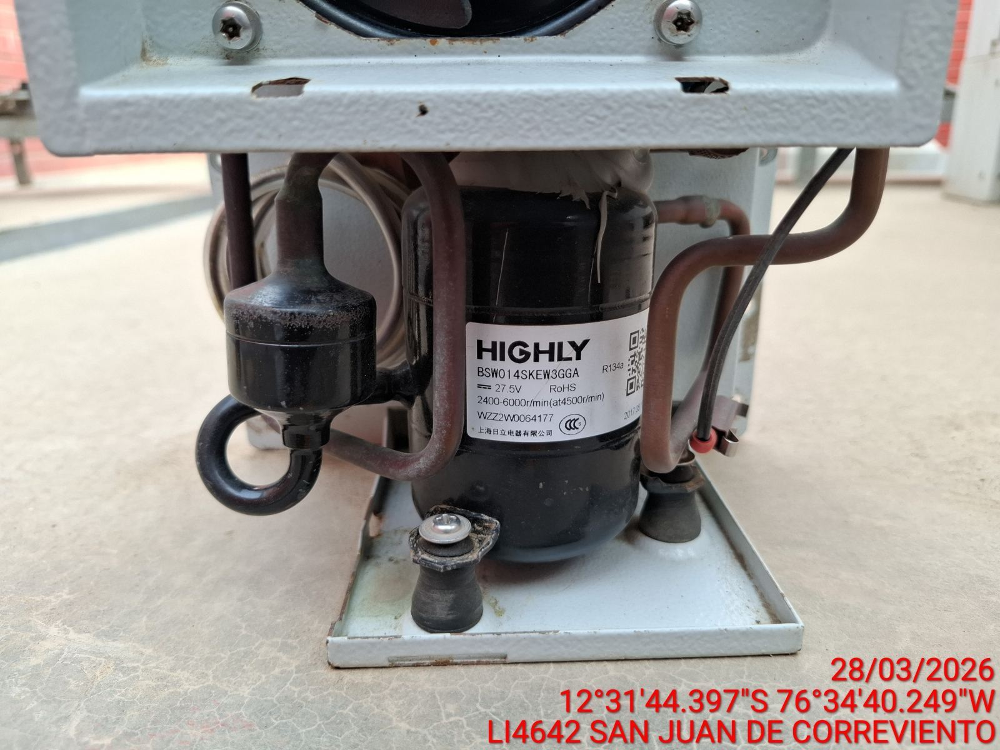 HIGHLY
BSW014SKEW3GGA R134a
27.5V RoHS
2400-6000r/min(at4500r/min)
WZZ2W0064177 2017.08
上海日立电器有限公司
28/03/2026
12°31'44.397"S 76°34'40.249"W
LI4642 SAN JUAN DE CORREVIENTO